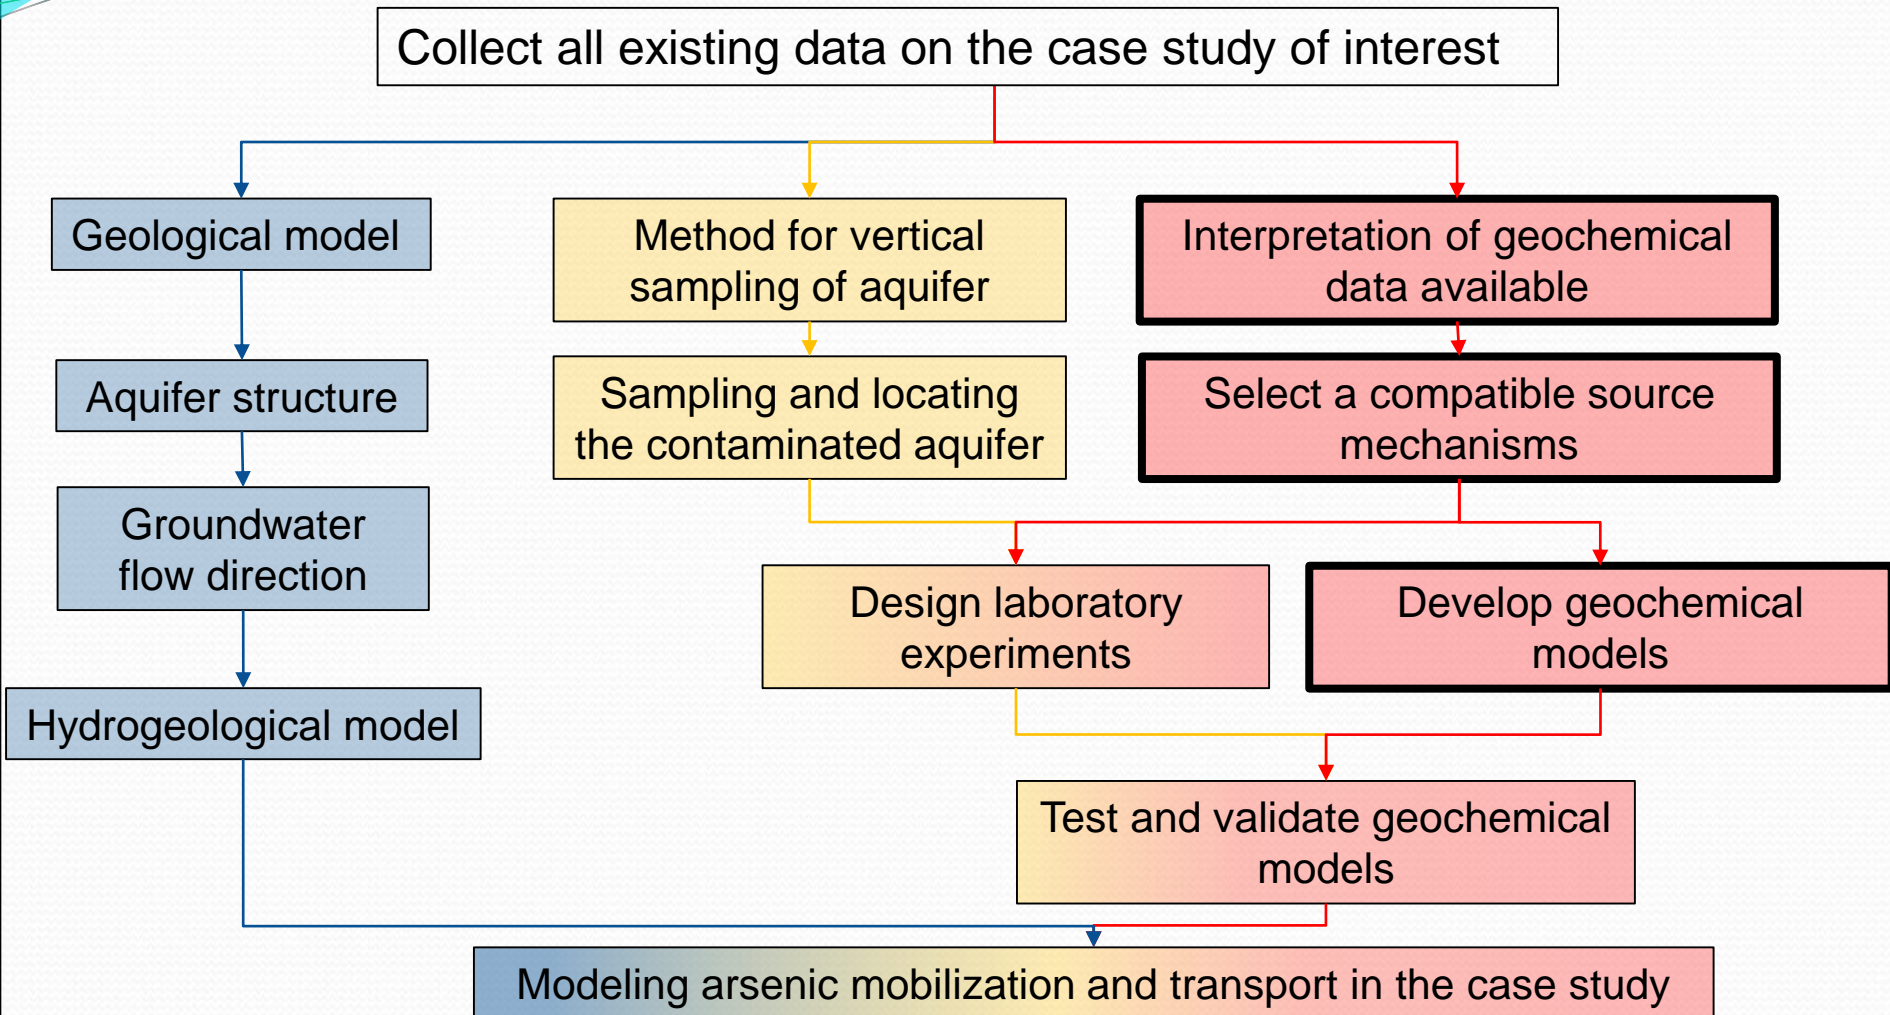 Collect all existing data on the case study of interest
Geological model
Method for vertical
sampling of aquifer
Interpretation of geochemical
data available
Aquifer structure
Sampling and locating
the contaminated aquifer
Select a compatible source
mechanisms
Groundwater
flow direction
Design laboratory
experiments
Develop geochemical
models
Hydrogeological model
Test and validate geochemical
models
Modeling arsenic mobilization and transport in the case study